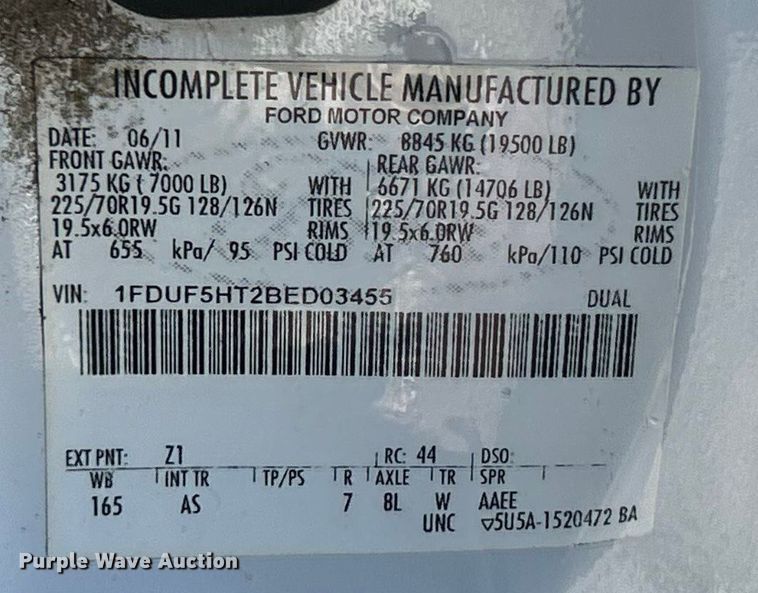 INCOMPLETE VEHICLE MANUFACTURED BY
FORD MOTOR COMPANY
DATE: 06/11 GVWR: 8845 KG (19500 LB)
FRONT GAWR: REAR GAWR:
3175 KG ( 7000 LB) WITH 6671 KG (14706 LB) WITH
225/70R19.5G 128/126N TIRES 225/70R19.5G 128/126N TIRES
19.5x6.0RW RIMS 19.5x6.0RW RIMS
AT 655 kPa/ 95 PSI COLD AT 760 kPa/110 PSI COLD
VIN: 1FDUF5HT2BED03455 DUAL
EXT PNT: Z1 RC: 44 DSO:
WB INT TR TP/PS R AXLE TR SPR
165 AS 7 8L W AAEE
UNC ▽5U5A-1520472 BA
Purple Wave Auction